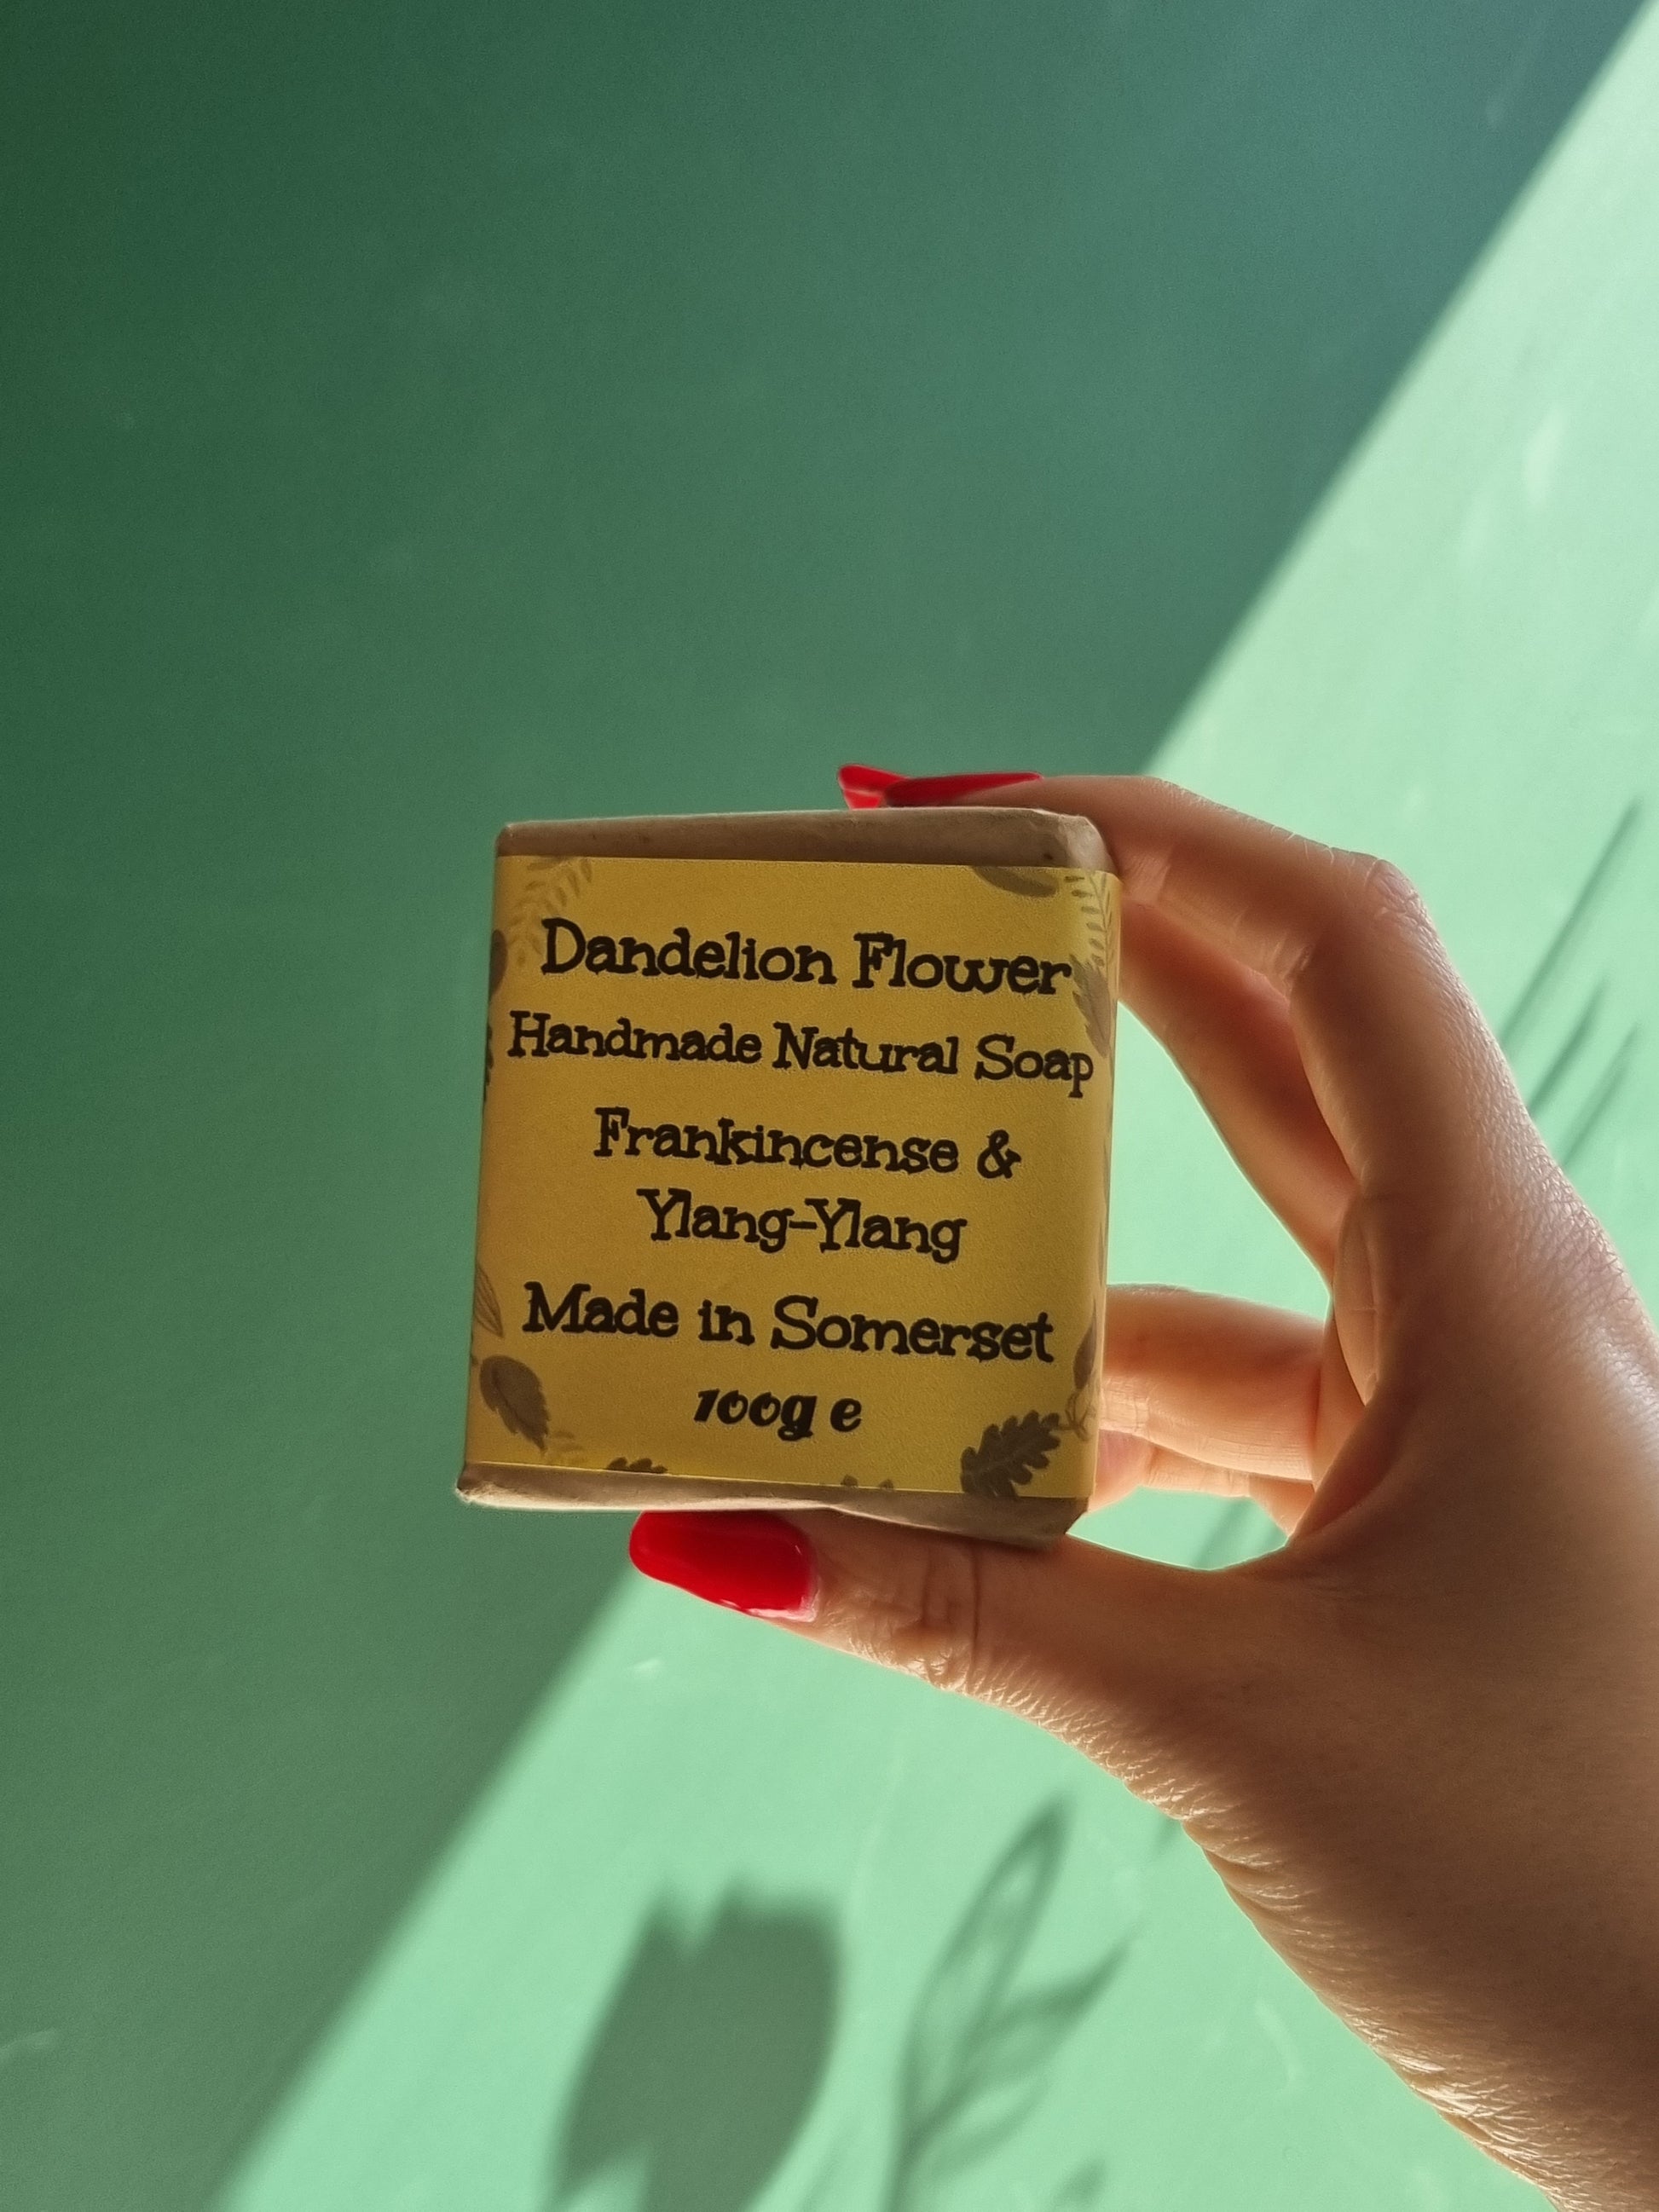 Dandelion Flower
Handmade Natural Soap
Frankincense &
Ylang-Ylang
Made in Somerset
100g e